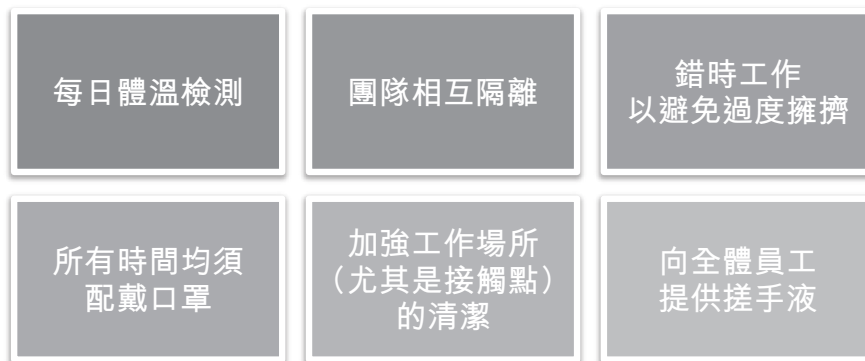 每日體溫檢測
團隊相互隔離
錯時工作
以避免過度擁擠
所有時間均須
配戴口罩
加強工作場所
（尤其是接觸點）
的清潔
向全體員工
提供搓手液